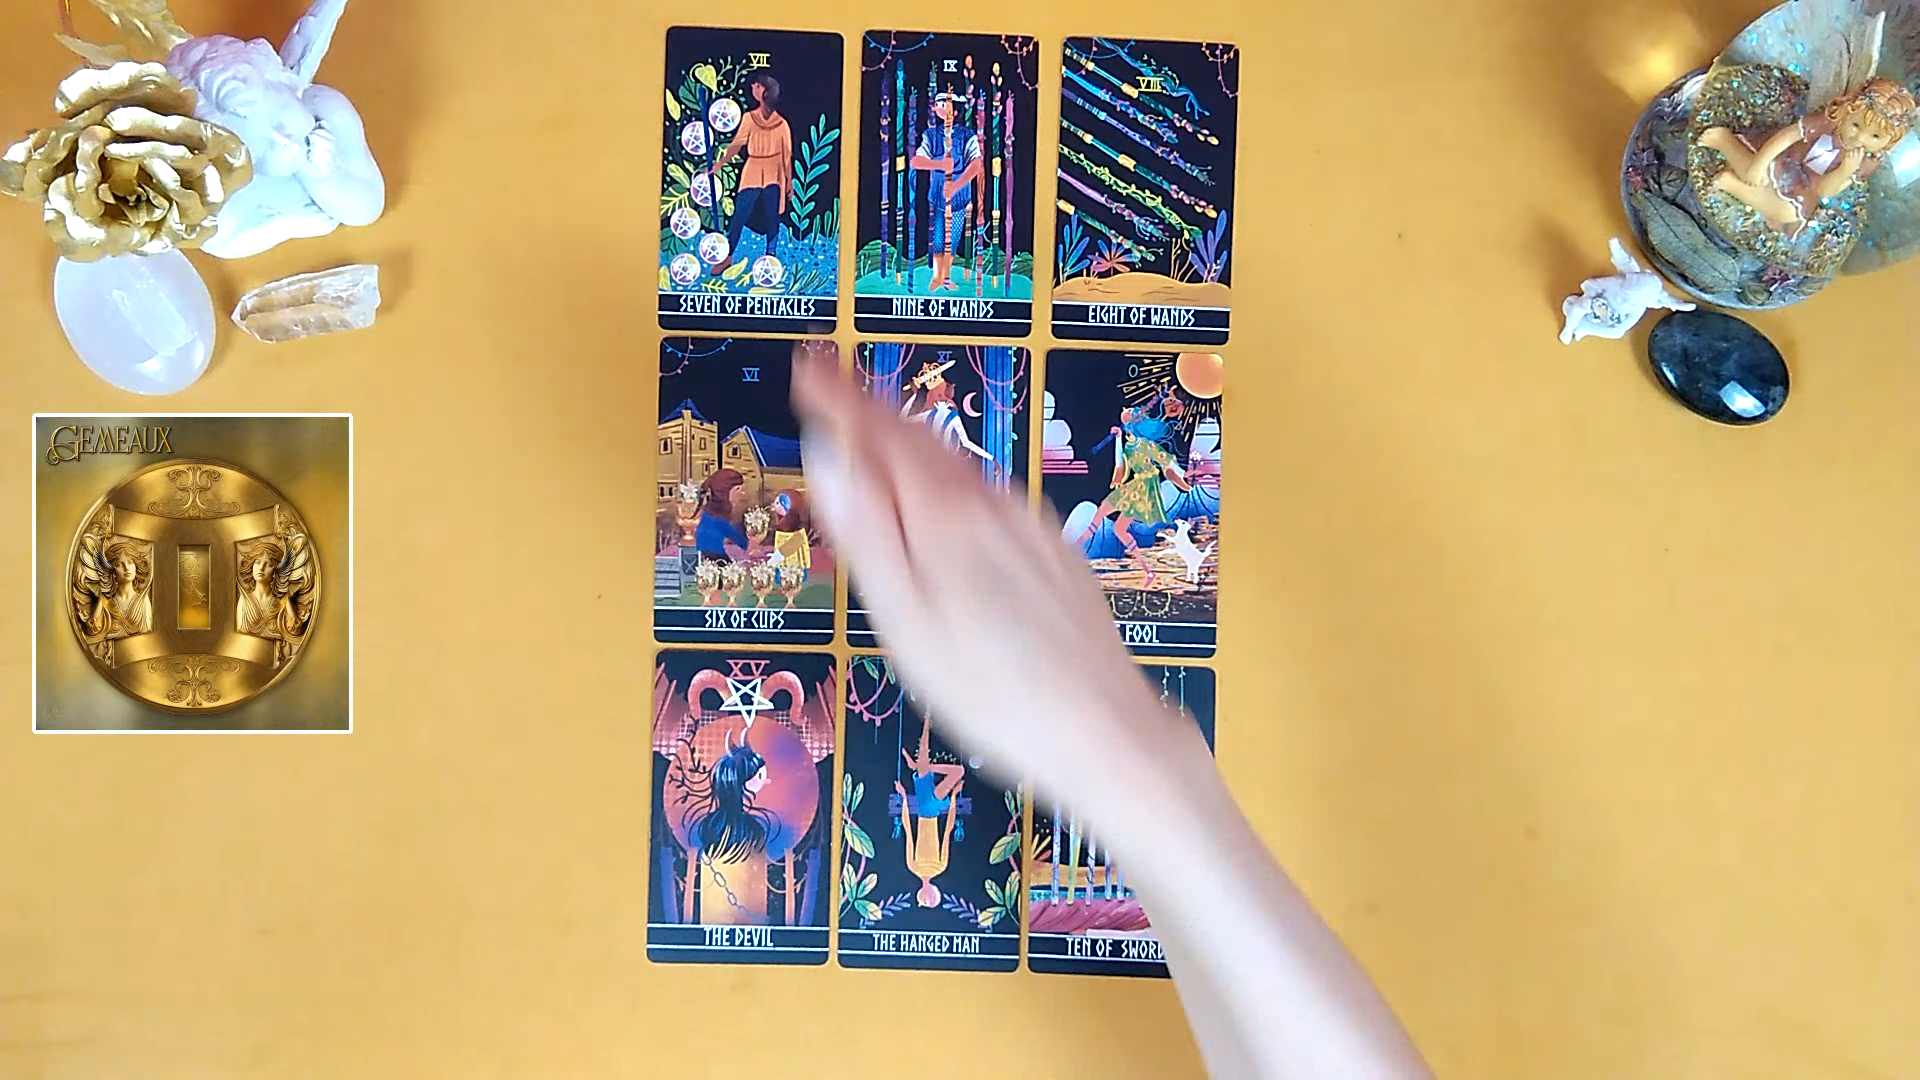 VII
SEVEN OF PENTACLES
IX
NINE OF WANDS
VIII
EIGHT OF WANDS
VI
SIX OF CUPS
XI
0
FOOL
XV
THE DEVIL
THE HANGED MAN
TEN OF
GEMEAUX